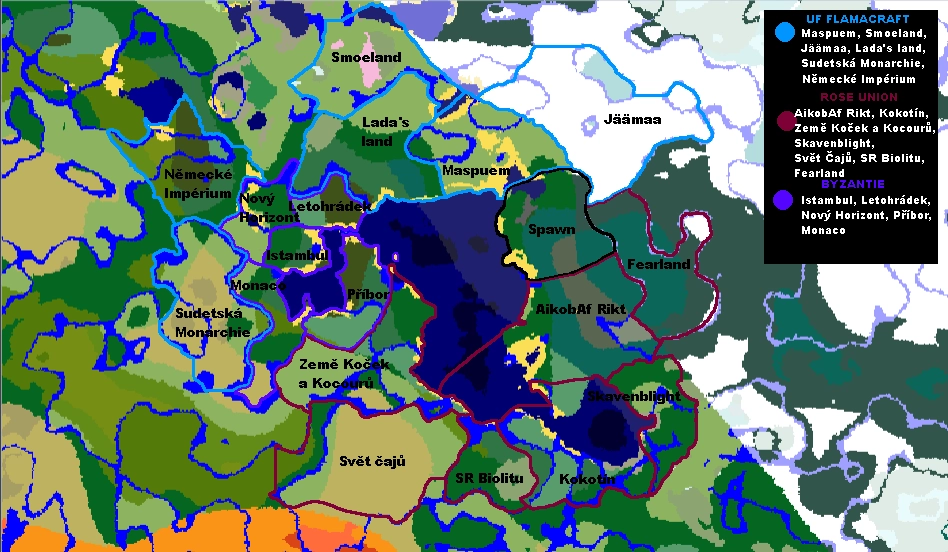 Smoeland
Lada's
land
Jäämaa
Maspuem
Německé
Impérium
Nový
Horizont
Letohrádek
Istambul
Monaco
Příbor
Sudetská
Monarchie
Spawn
Fearland
AikobAf Rikt
Země Koček
a Kocourů
Skavenblight
Svět čajů
SR Biolitu
Kokotín
UF FLAMACRAFT
Maspuem, Smoeland,
Jäämaa, Lada's land,
Sudetská Monarchie,
Německé Impérium
ROSE UNION
AikobAf Rikt, Kokotín,
Země Koček a Kocourů,
Skavenblight,
Svět Čajů, SR Biolitu,
Fearland
BYZANTIE
Istambul, Letohrádek,
Nový Horizont, Příbor,
Monaco